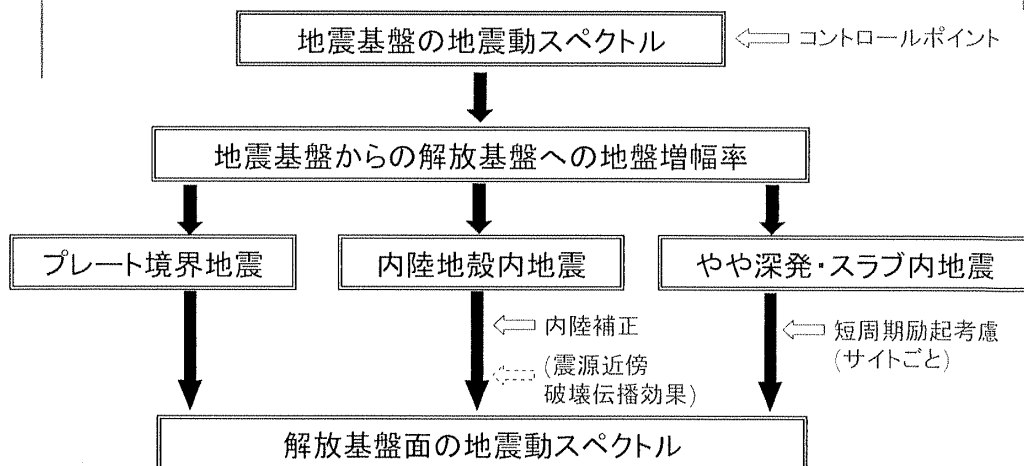 地震基盤の地震動スペクトル
コントロールポイント
地震基盤からの解放基盤への地盤増幅率
プレート境界地震
内陸地殻内地震
やや深発・スラブ内地震
内陸補正
(震源近傍
破壊伝播効果)
短周期励起考慮
(サイトごと)
解放基盤面の地震動スペクトル